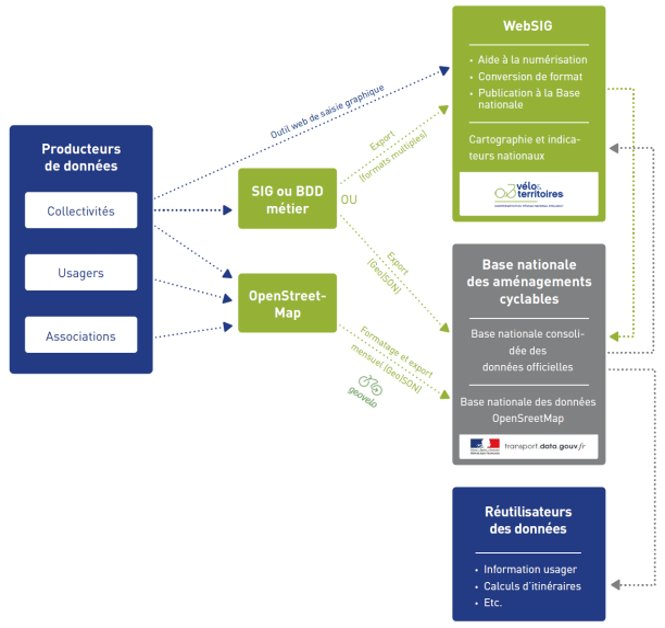 WebSIG
• Aide à la numérisation
• Conversion de format
• Publication à la Base
nationale
Cartographie et indica-
teurs nationaux
vélo&
territoires
Outil web de saisie graphique
Producteurs
de données
Collectivités
Usagers
Associations
Export
(formats multiples)
SIG ou BDD
métier
OU
Export
(GeoJSON)
OpenStreet-
Map
Formatage et export
mensuel (GeoJSON)
geovelo
Base nationale
des aménagements
cyclables
Base nationale consoli-
dée des
données officielles
Base nationale des données
OpenSreetMap
transport.data.gouv.fr
Réutilisateurs
des données
• Information usager
• Calculs d'itinéraires
• Etc.